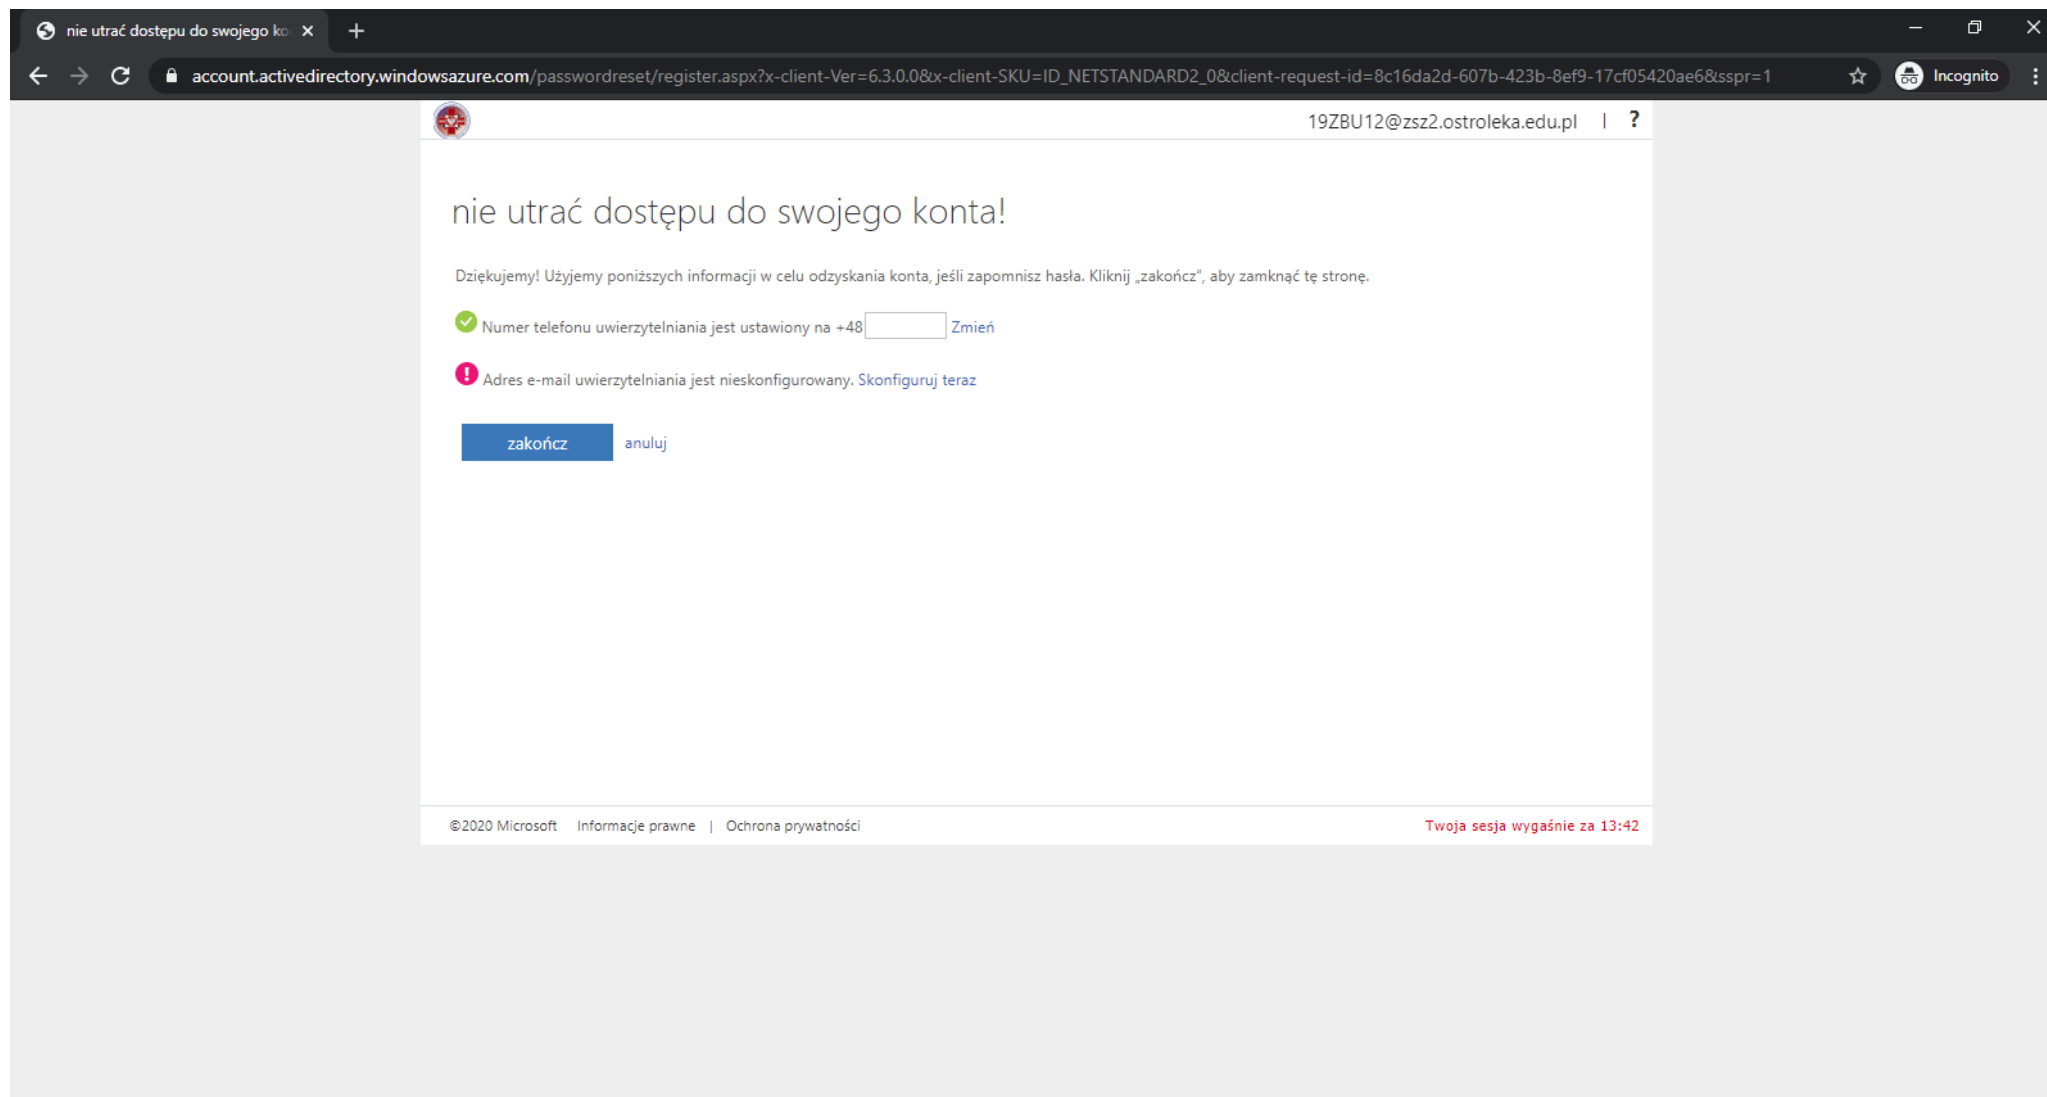 nie utrać dostępu do swojego ko
account.activedirectory.windowsazure.com/passwordreset/register.aspx?x-client-Ver=6.3.0.0&x-client-SKU=ID_NETSTANDARD2_0&client-request-id=8c16da2d-607b-423b-8ef9-17cf05420ae6&sspr=1 Incognito
19ZBU12@zsz2.ostroleka.edu.pl | ?
nie utrać dostępu do swojego konta!
Dziękujemy! Użyjemy poniższych informacji w celu odzyskania konta, jeśli zapomnisz hasła. Kliknij „zakończ”, aby zamknąć tę stronę.
Numer telefonu uwierzytelniania jest ustawiony na +48 Zmień
Adres e-mail uwierzytelniania jest nieskonfigurowany. Skonfiguruj teraz
zakończ anuluj
©2020 Microsoft Informacje prawne | Ochrona prywatności Twoja sesja wygaśnie za 13:42